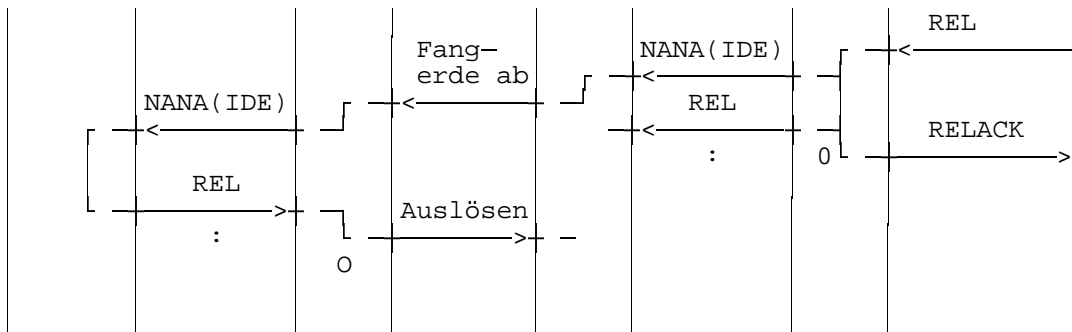 REL
Fang-
erde ab
NANA(IDE)
NANA(IDE)
REL
RELACK
:
0
REL
Auslösen
:
O